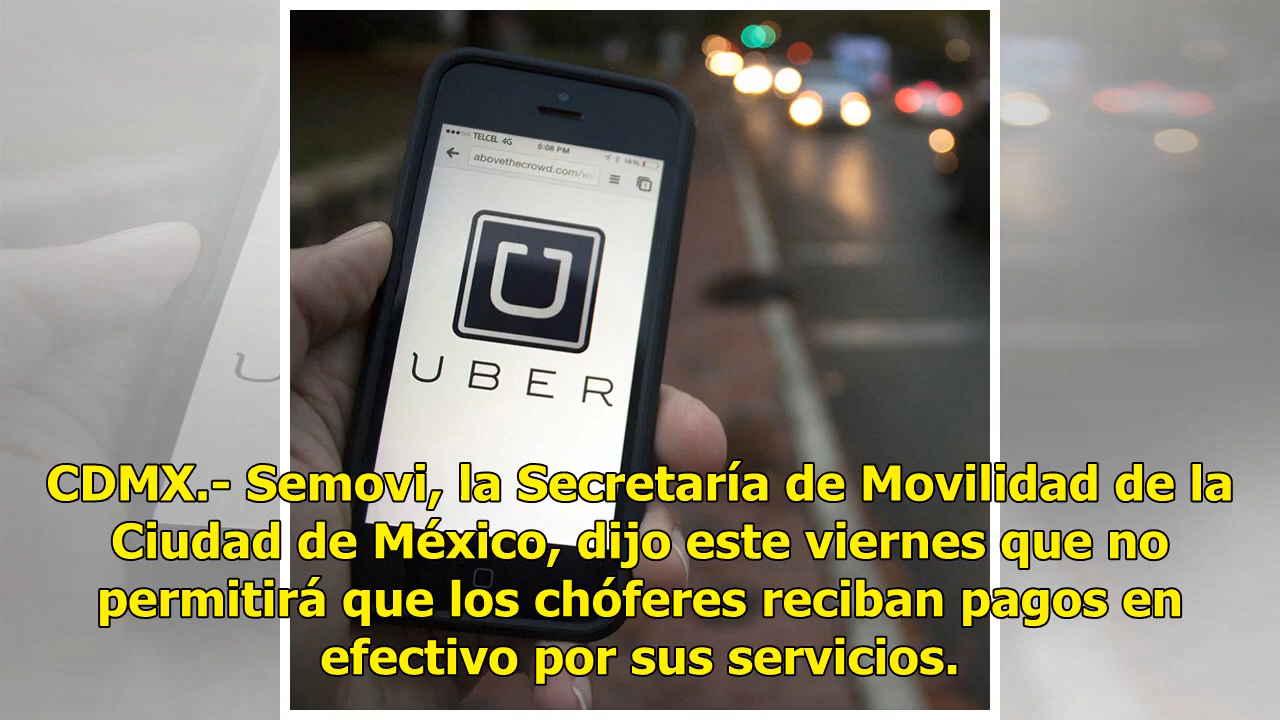 TELCEL 4G 5:08 PM 14%
abovethecrowd.com/w
U
UBER
CDMX.- Semovi, la Secretaría de Movilidad de la
Ciudad de México, dijo este viernes que no
permitirá que los chóferes reciban pagos en
efectivo por sus servicios.